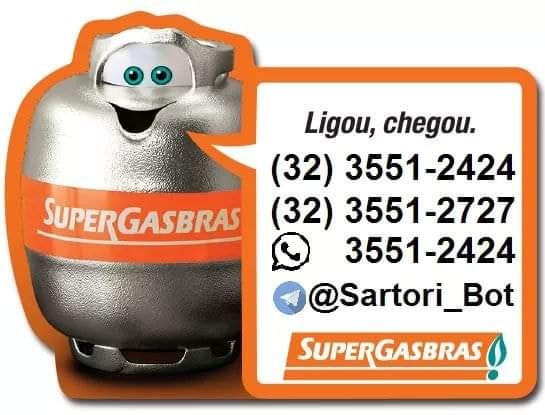 SUPERGASBRAS
Ligou, chegou.
(32) 3551-2424
(32) 3551-2727
3551-2424
@Sartori_Bot
SUPERGASBRAS